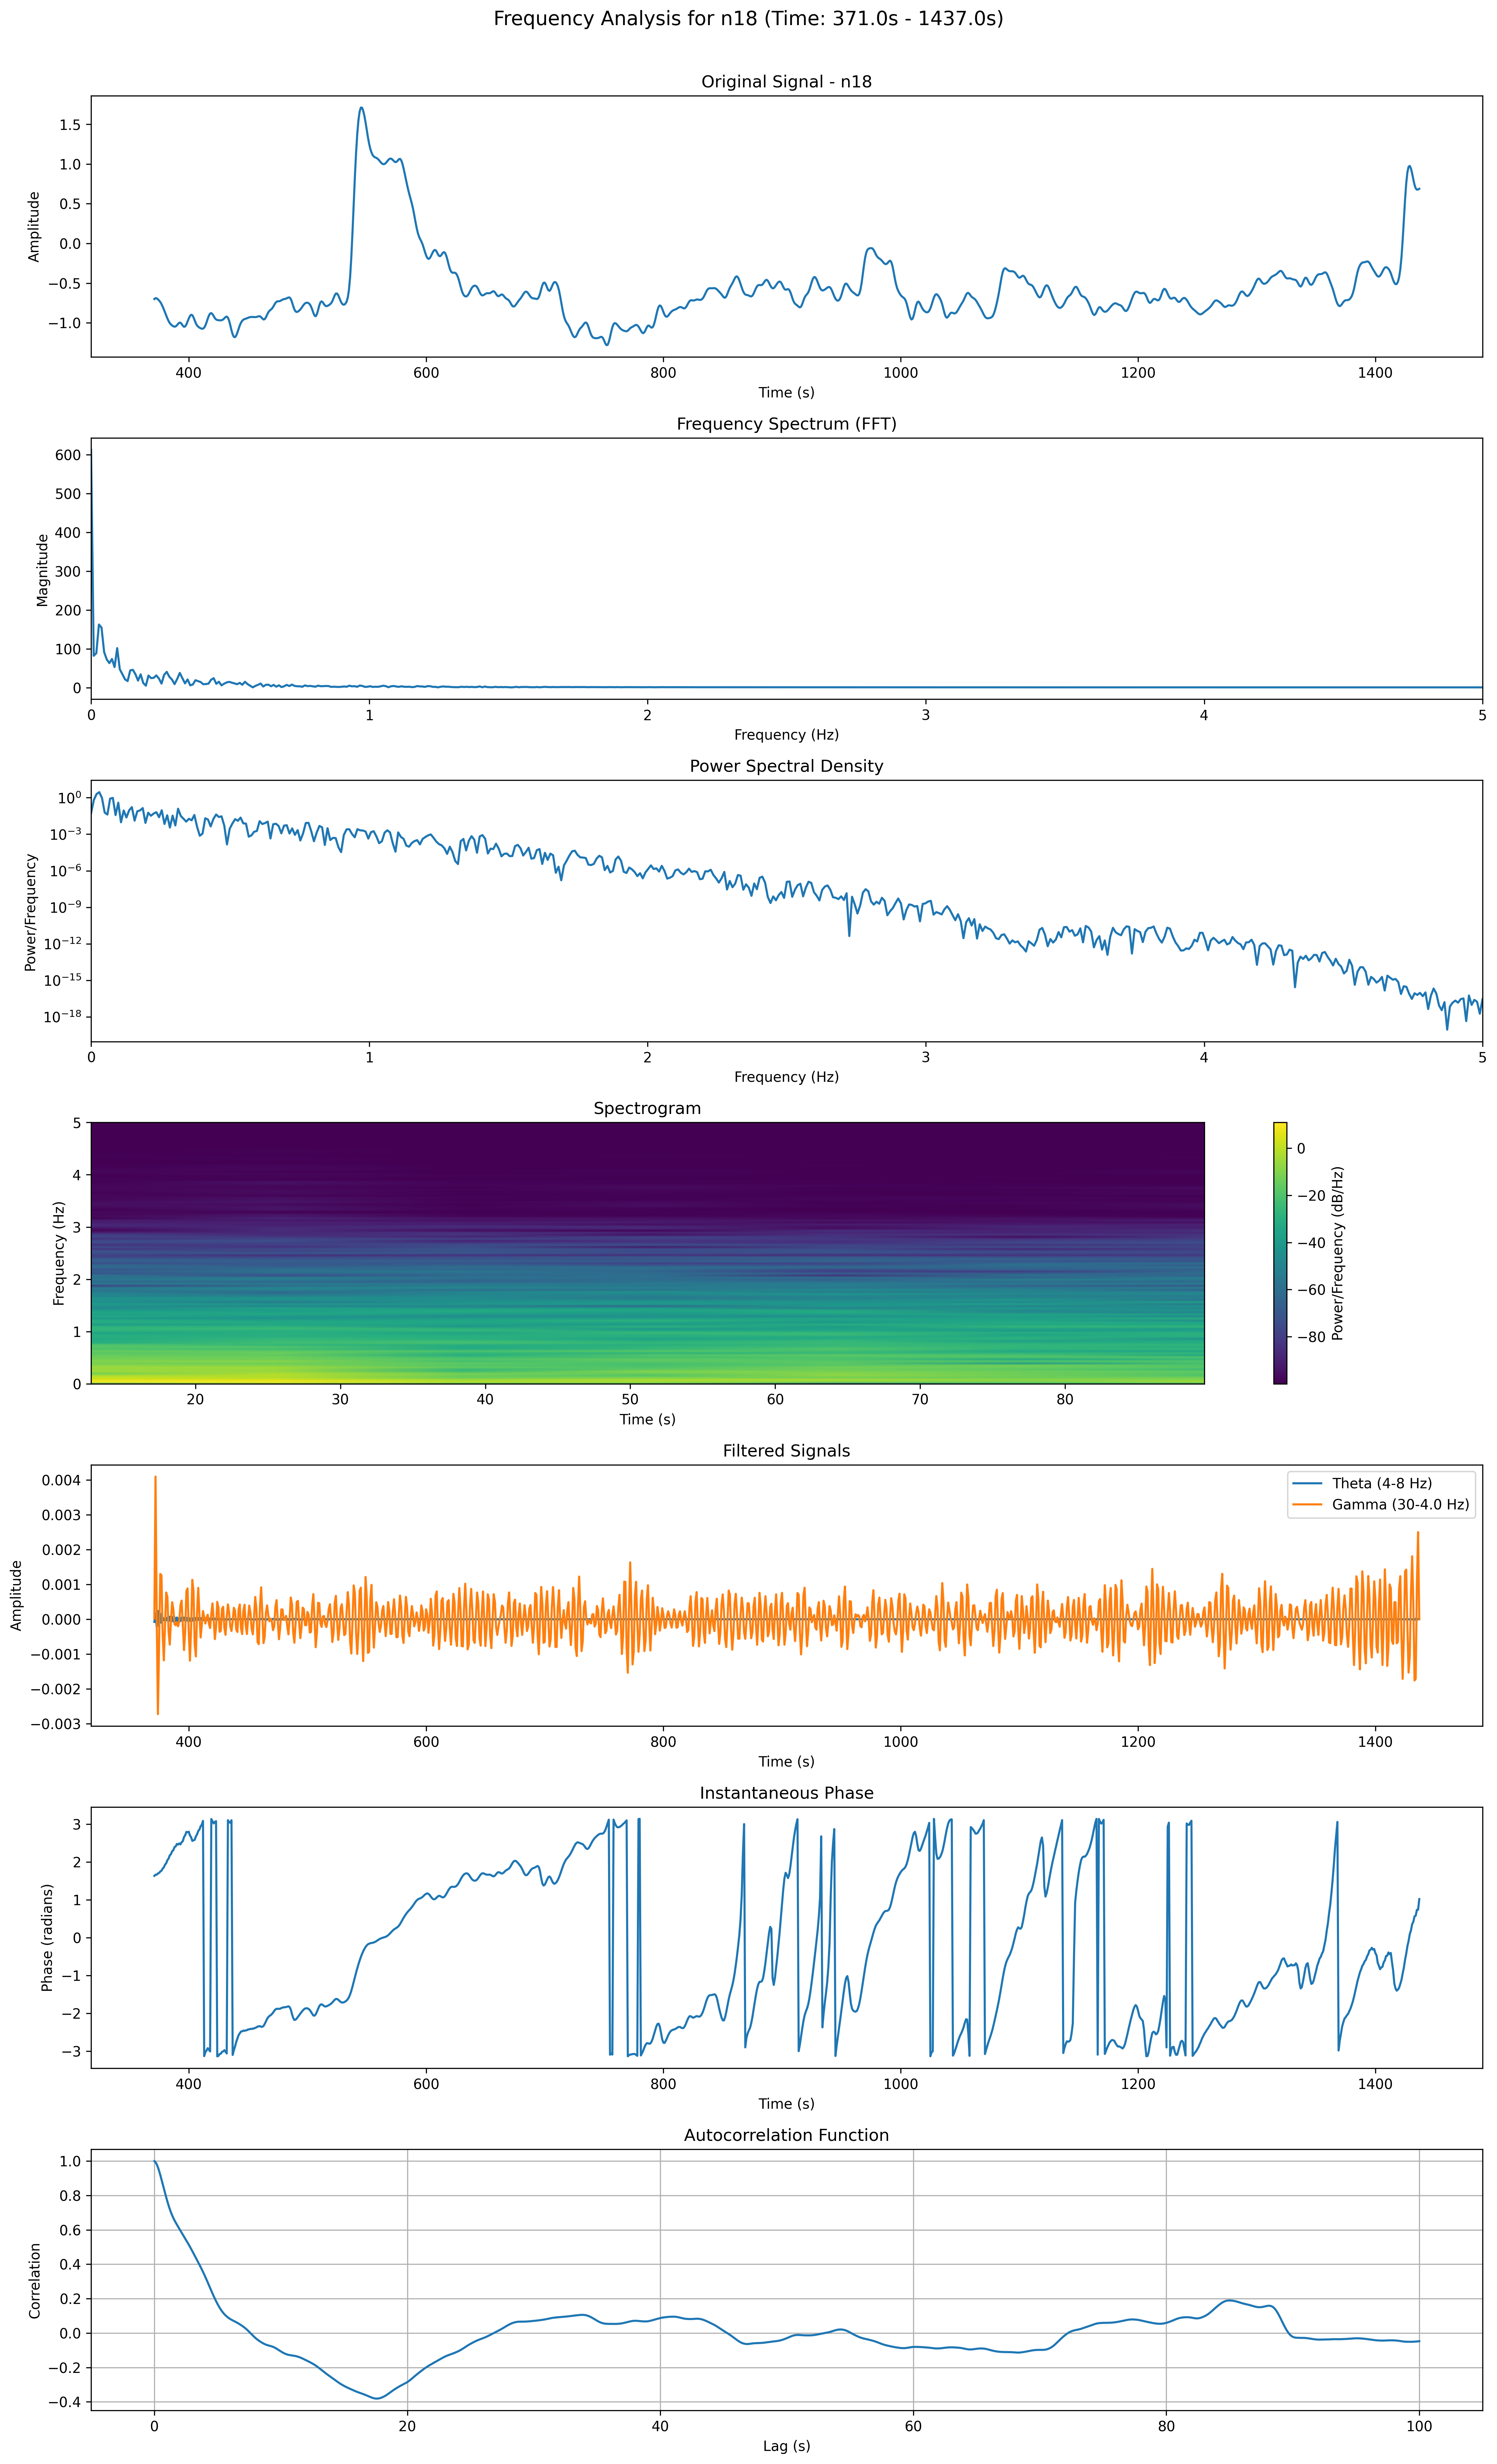 Frequency Analysis for n18 (Time: 371.0s - 1437.0s)
Original Signal - n18
Amplitude
1.5
1.0
0.5
0.0
−0.5
−1.0
400 600 800 1000 1200 1400
Time (s)
Frequency Spectrum (FFT)
Magnitude
600
500
400
300
200
100
0
0 1 2 3 4 5
Frequency (Hz)
Power Spectral Density
Power/Frequency
10⁰
10⁻³
10⁻⁶
10⁻⁹
10⁻¹²
10⁻¹⁵
10⁻¹⁸
0 1 2 3 4 5
Frequency (Hz)
Spectrogram
Frequency (Hz)
5
4
3
2
1
0
20 30 40 50 60 70 80
Time (s)
0
−20
−40
−60
−80
Power/Frequency (dB/Hz)
Filtered Signals
Theta (4-8 Hz)
Gamma (30-4.0 Hz)
Amplitude
0.004
0.003
0.002
0.001
0.000
−0.001
−0.002
−0.003
400 600 800 1000 1200 1400
Time (s)
Instantaneous Phase
Phase (radians)
3
2
1
0
−1
−2
−3
400 600 800 1000 1200 1400
Time (s)
Autocorrelation Function
Correlation
1.0
0.8
0.6
0.4
0.2
0.0
−0.2
−0.4
0 20 40 60 80 100
Lag (s)